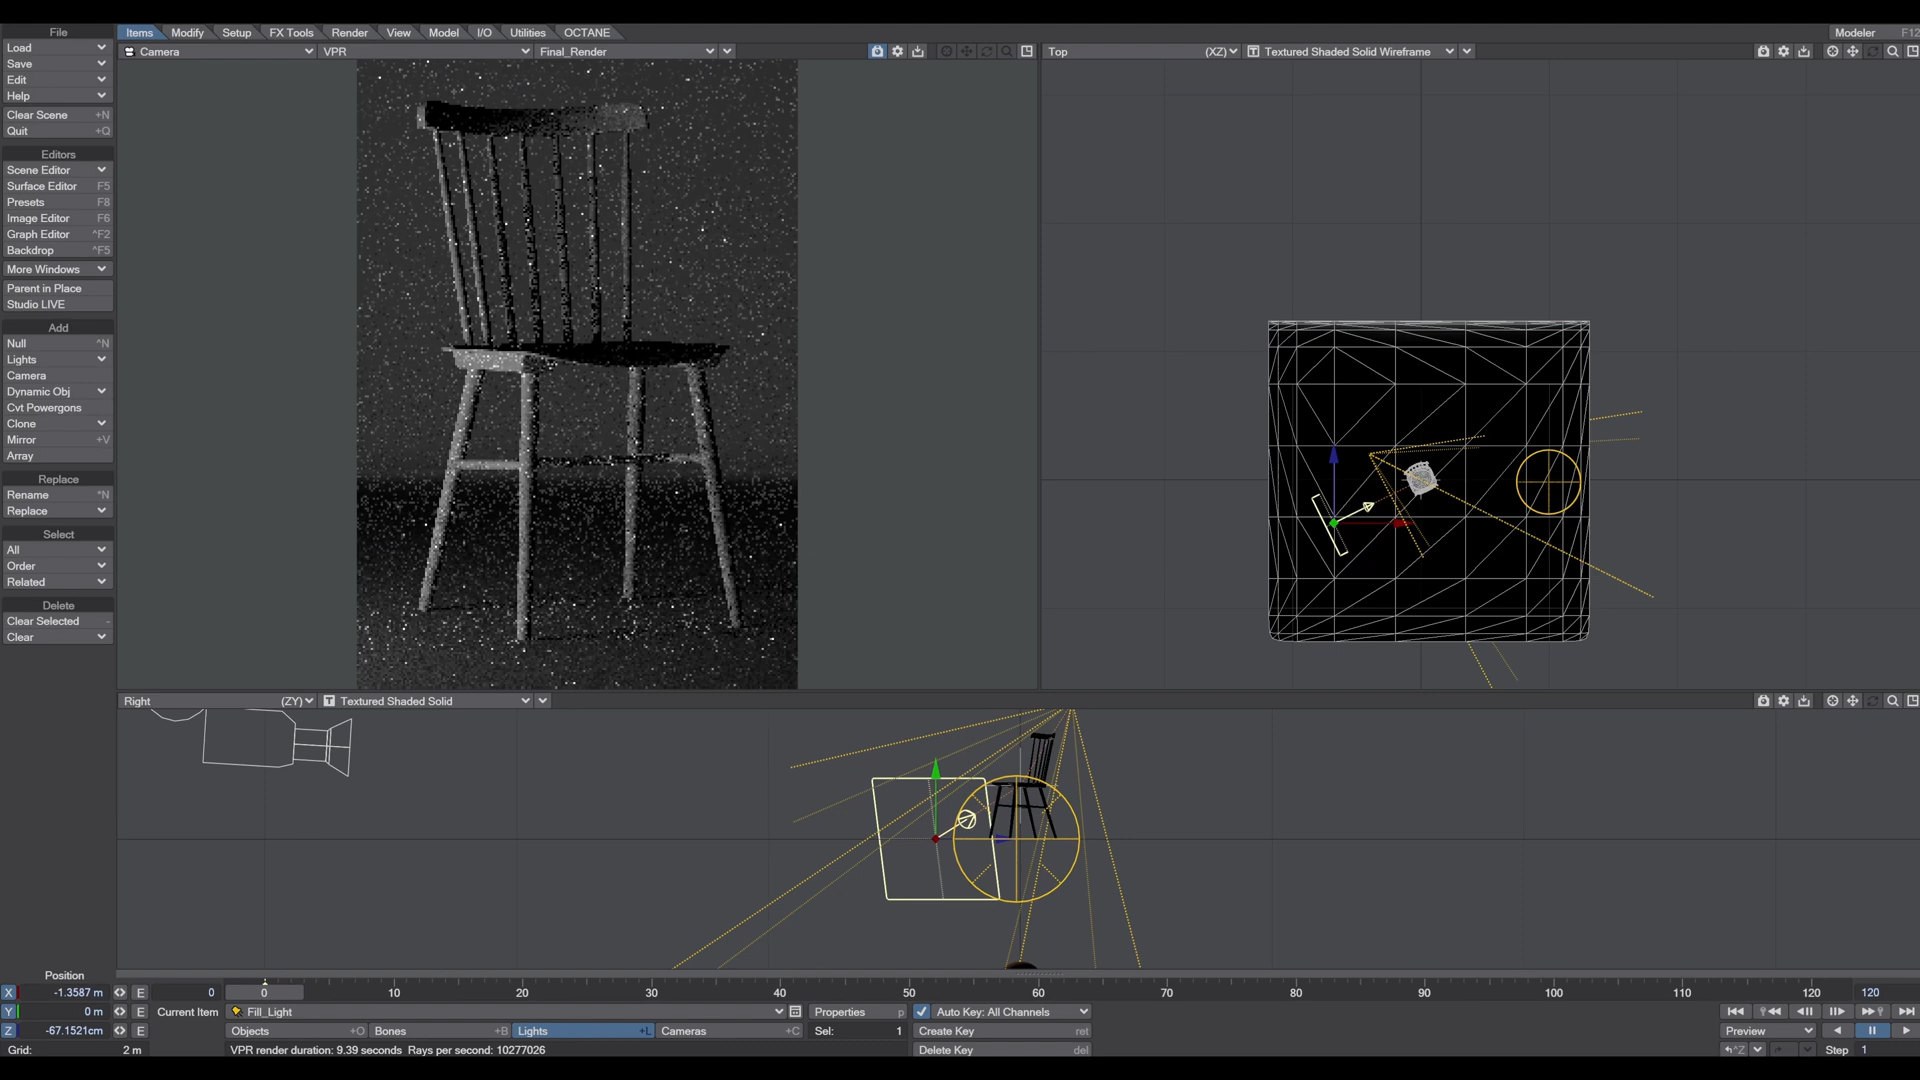 File
Load
Save
Edit
Help
Clear Scene +N
Quit +Q
Editors
Scene Editor
Surface Editor F5
Presets F8
Image Editor F6
Graph Editor ^F2
Backdrop ^F5
More Windows
Parent in Place
Studio LIVE
Add
Null ^N
Lights
Camera
Dynamic Obj
Cvt Powergons
Clone
Mirror +V
Array
Replace
Rename ^N
Replace
Select
All
Order
Related
Delete
Clear Selected -
Clear
Items Modify Setup FX Tools Render View Model I/O Utilities OCTANE Modeler F12
Camera VPR Final_Render Top (XZ) T Textured Shaded Solid Wireframe
Right (ZY) T Textured Shaded Solid
Position
X -1.3587 m E 0 0 10 20 30 40 50 60 70 80 90 100 110 120 120
Y 0 m E Current Item Fill_Light Properties p Auto Key: All Channels
Z -67.1521cm E Objects +O Bones +B Lights +L Cameras +C Sel: 1 Create Key ret Preview
Grid: 2 m VPR render duration: 9.39 seconds Rays per second: 10277026 Delete Key del ^Z Step 1